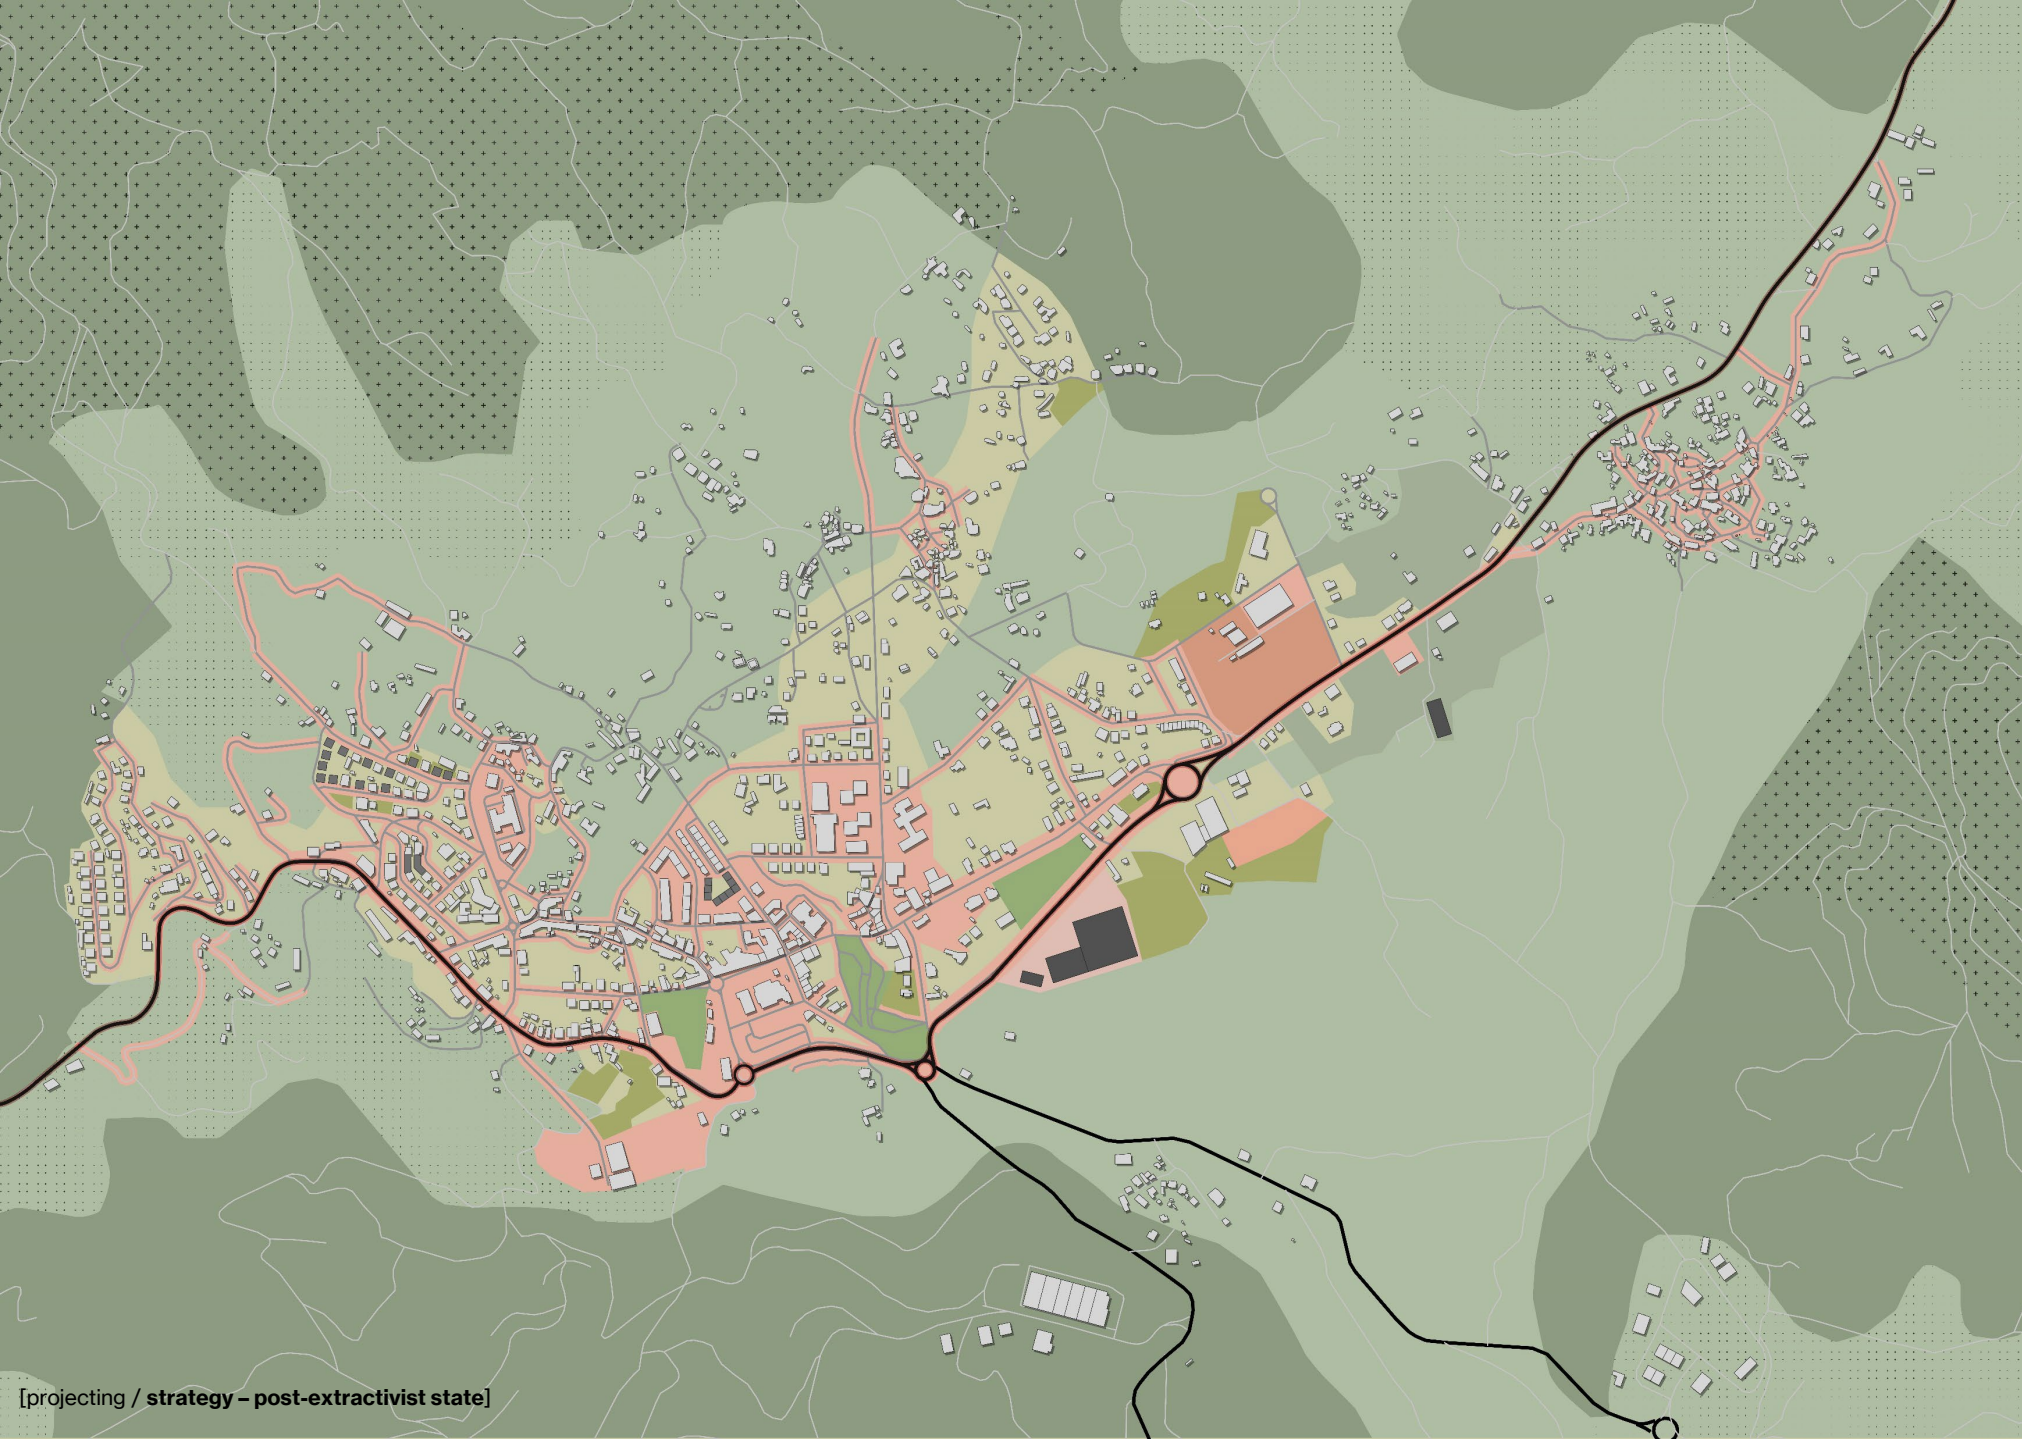 [projecting / strategy – post-extractivist state]